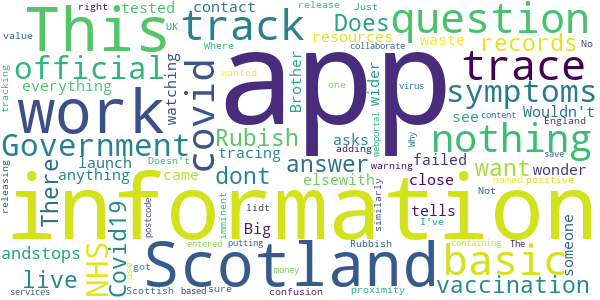 right tested UK contact release Just Does question
This track resources waste records No
value Where collaborate
official covid watching Brother Wider wanted one virus trace
everything app symptoms
tracking work Rubish asks webportal see Wouldn't
Government tracing answer adding England nothing
There launch dont warning failed want Why content wonder
anything came elsewith close save
Doesn't imminent lidt similarly tells Not named positive
releasing information
andstops NHS Covid19 postcode Big I've basic someone
use entered putting Rubbish containing The
live got Scotland vaccination
Scottish based sure money confusion proximity
services